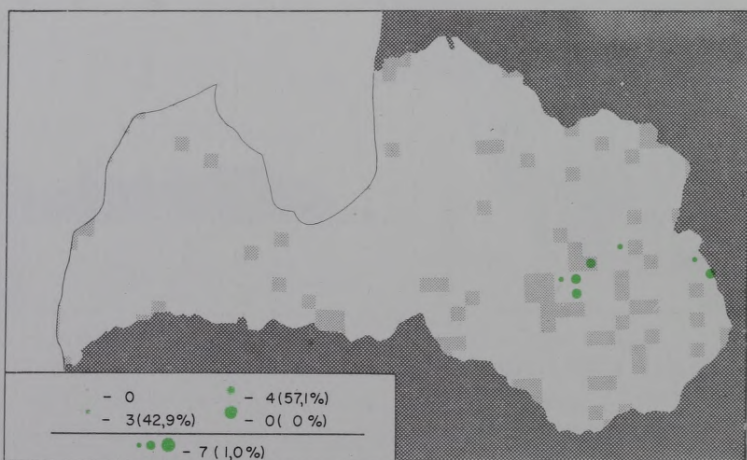 - 0 - 4(57,1%)
- 3(42,9%) - 0( 0%)
- 7(1,0%)